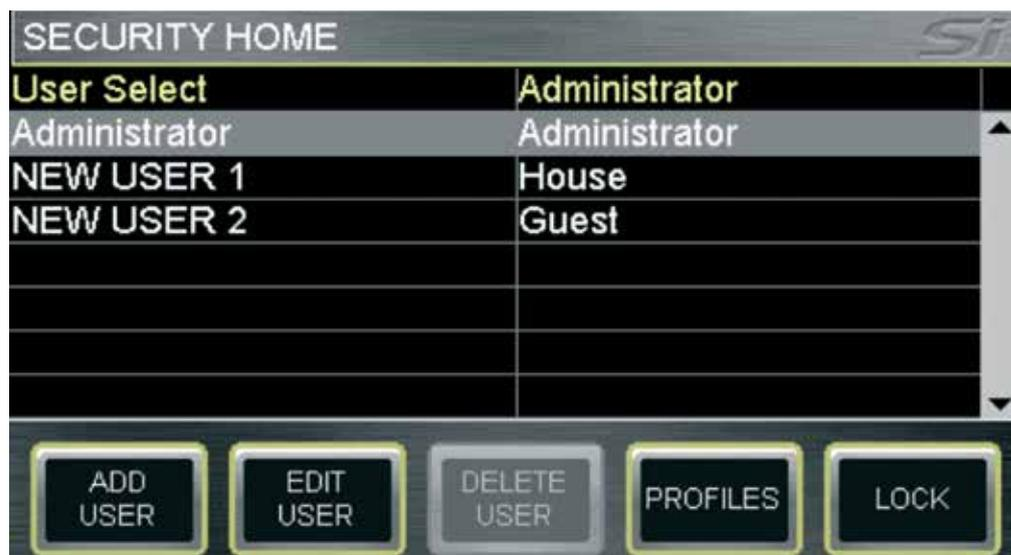 SECURITY HOME Si
User Select Administrator
Administrator Administrator
NEW USER 1 House
NEW USER 2 Guest
ADD USER EDIT USER DELETE USER PROFILES LOCK